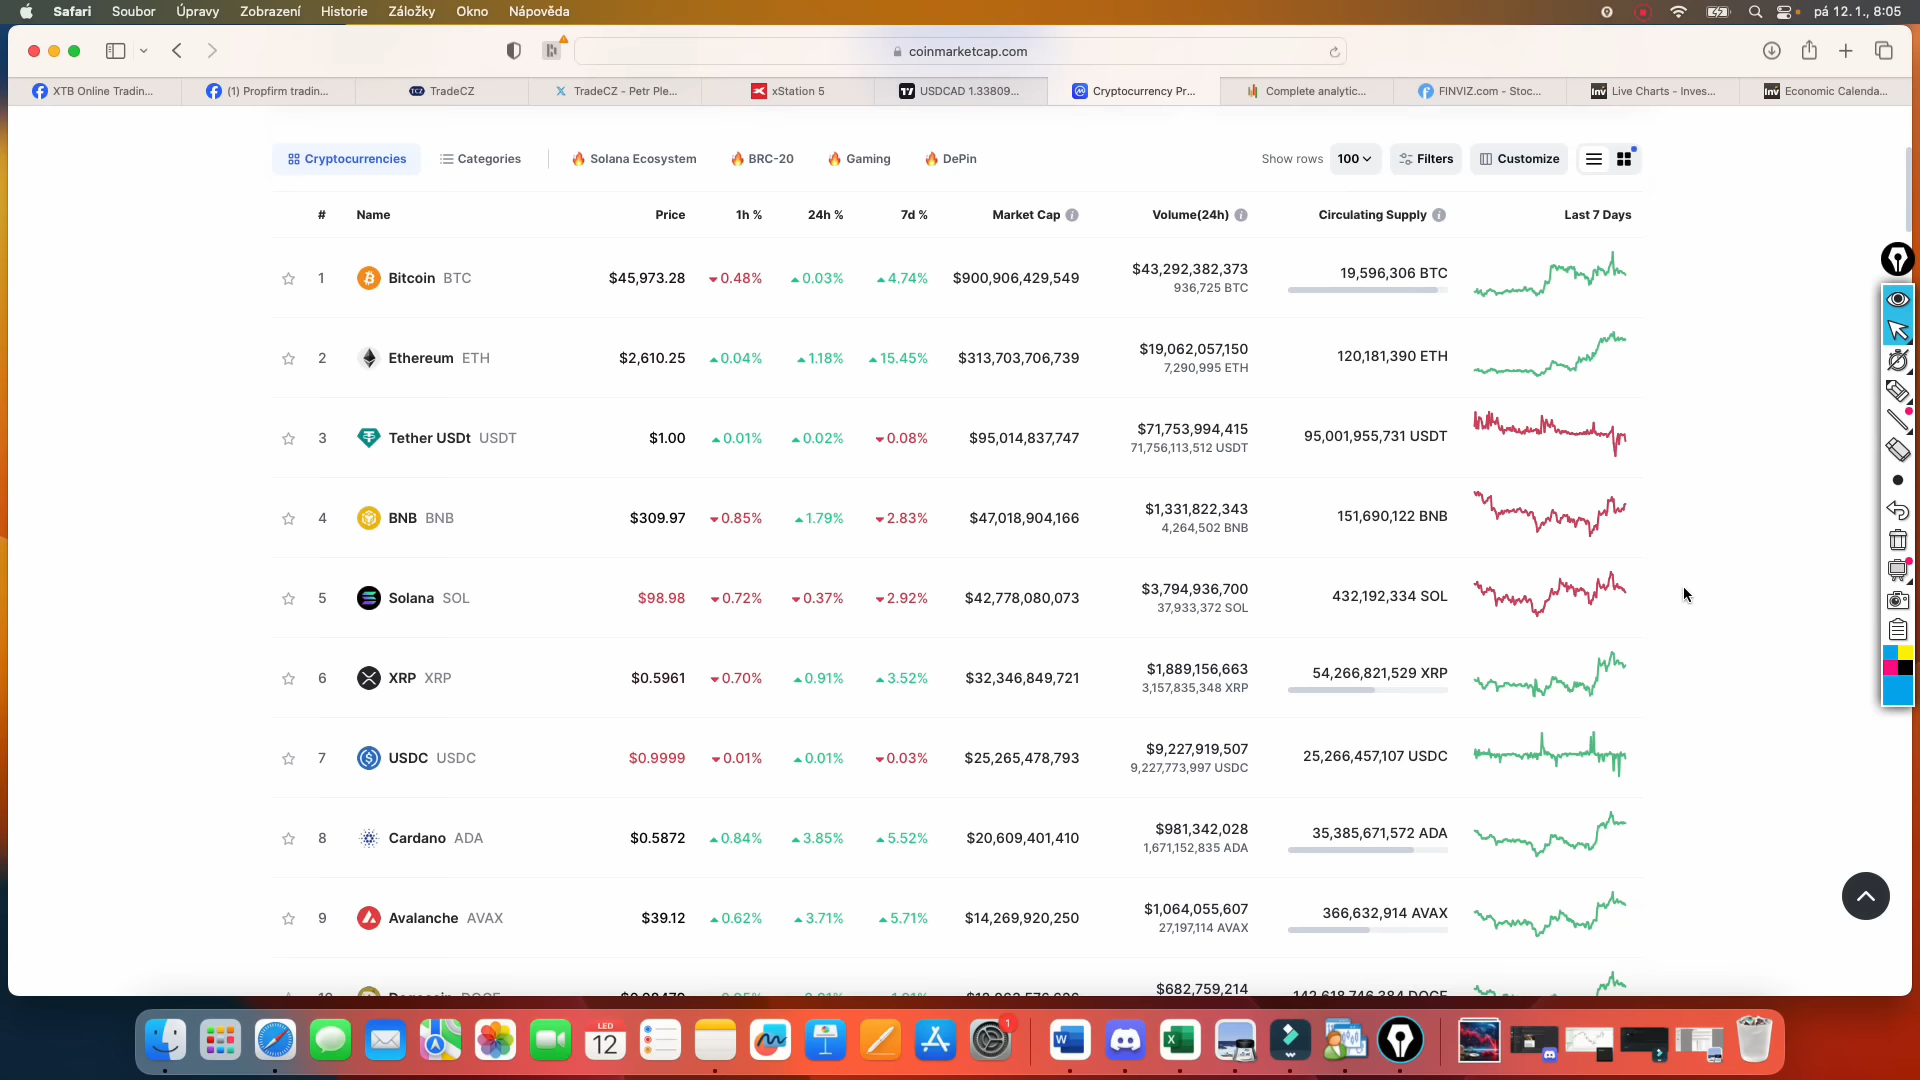 Safari Soubor Úpravy Zobrazení Historie Záložky Okno Nápověda pá 12. 1., 8:05
coinmarketcap.com
XTB Online Tradin... (1) Propfirm tradin... TradeCZ TradeCZ - Petr Ple... xStation 5 USDCAD 1.33809... Cryptocurrency Pr... Complete analytic... FINVIZ.com - Stoc... Live Charts - Inves... Economic Calenda...
Cryptocurrencies Categories Solana Ecosystem BRC-20 Gaming DePin Show rows 100 Filters Customize
# Name Price 1h % 24h % 7d % Market Cap Volume(24h) Circulating Supply Last 7 Days
1 Bitcoin BTC $45,973.28 0.48% 0.03% 4.74% $900,906,429,549 $43,292,382,373 19,596,306 BTC
936,725 BTC
2 Ethereum ETH $2,610.25 0.04% 1.18% 15.45% $313,703,706,739 $19,062,057,150 120,181,390 ETH
7,290,995 ETH
3 Tether USDt USDT $1.00 0.01% 0.02% 0.08% $95,014,837,747 $71,753,994,415 95,001,955,731 USDT
71,756,113,512 USDT
4 BNB BNB $309.97 0.85% 1.79% 2.83% $47,018,904,166 $1,331,822,343 151,690,122 BNB
4,264,502 BNB
5 Solana SOL $98.98 0.72% 0.37% 2.92% $42,778,080,073 $3,794,936,700 432,192,334 SOL
37,933,372 SOL
6 XRP XRP $0.5961 0.70% 0.91% 3.52% $32,346,849,721 $1,889,156,663 54,266,821,529 XRP
3,157,835,348 XRP
7 USDC USDC $0.9999 0.01% 0.01% 0.03% $25,265,478,793 $9,227,919,507 25,266,457,107 USDC
9,227,773,997 USDC
8 Cardano ADA $0.5872 0.84% 3.85% 5.52% $20,609,401,410 $981,342,028 35,385,671,572 ADA
1,671,152,835 ADA
9 Avalanche AVAX $39.12 0.62% 3.71% 5.71% $14,269,920,250 $1,064,055,607 366,632,914 AVAX
27,197,114 AVAX
$682,759,214
LED
12
1